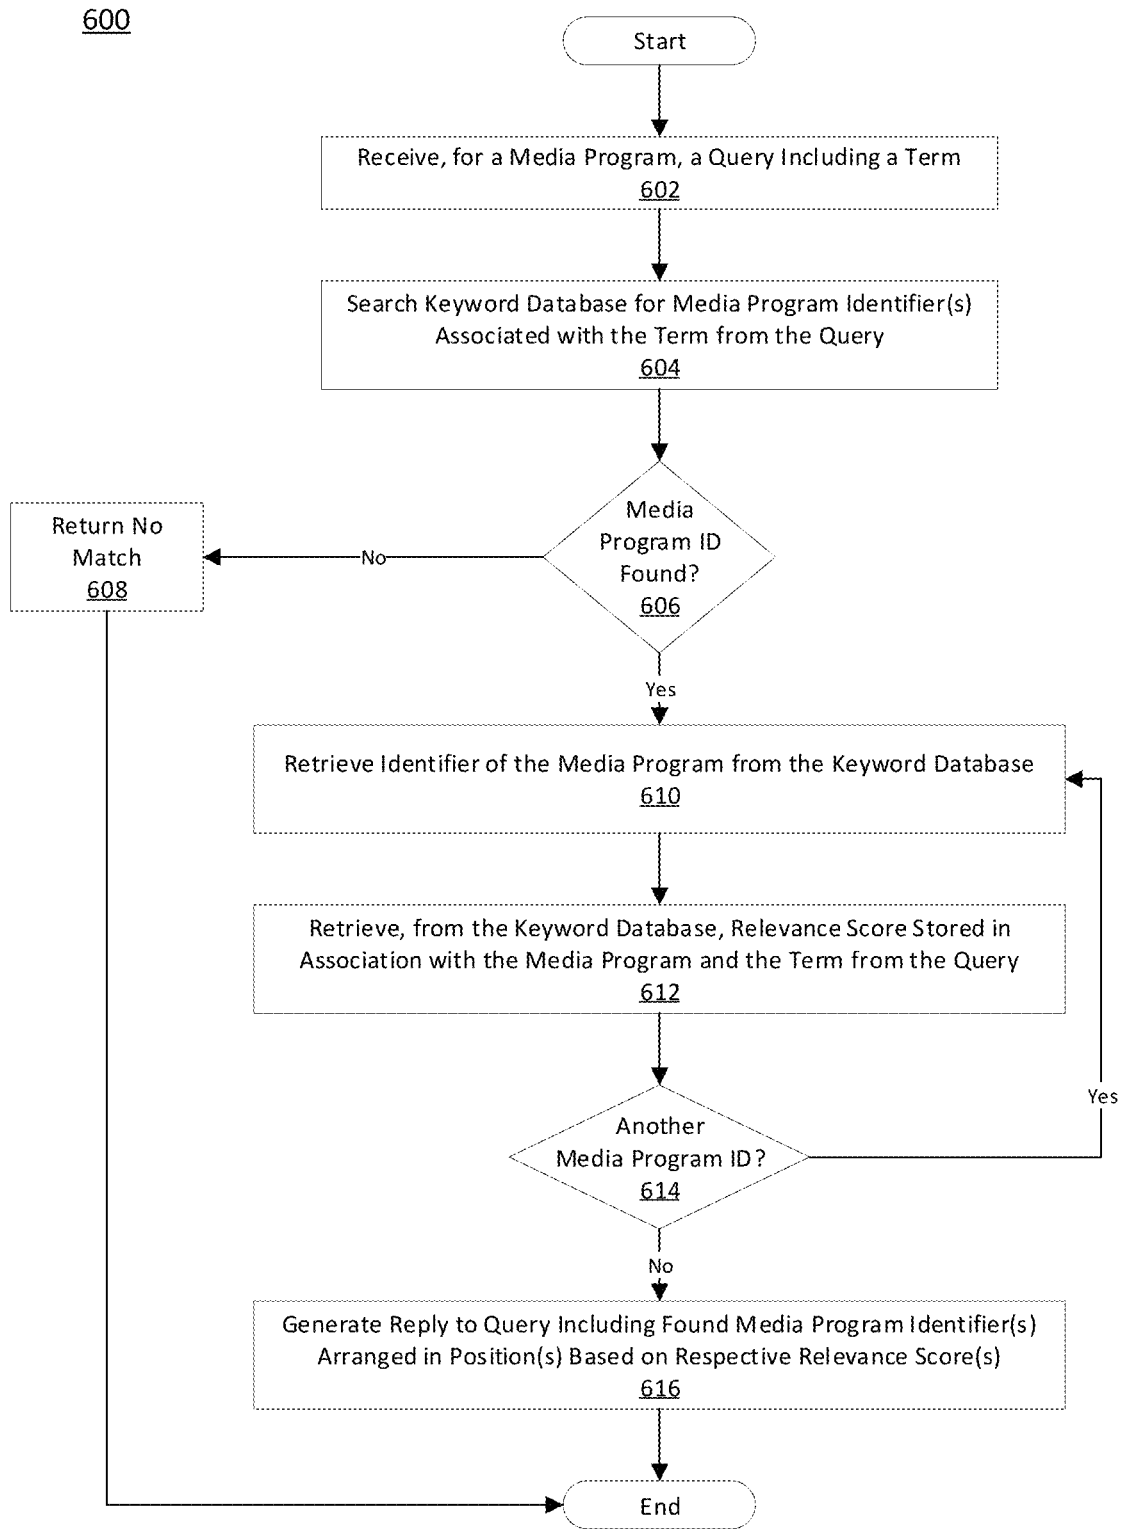 600
Start
Receive, for a Media Program, a Query Including a Term
602
Search Keyword Database for Media Program Identifier(s)
Associated with the Term from the Query
604
Media
Program ID
Found?
606
No
Return No
Match
608
Yes
Retrieve Identifier of the Media Program from the Keyword Database
610
Retrieve, from the Keyword Database, Relevance Score Stored in
Association with the Media Program and the Term from the Query
612
Another
Media Program ID?
614
Yes
No
Generate Reply to Query Including Found Media Program Identifier(s)
Arranged in Position(s) Based on Respective Relevance Score(s)
616
End